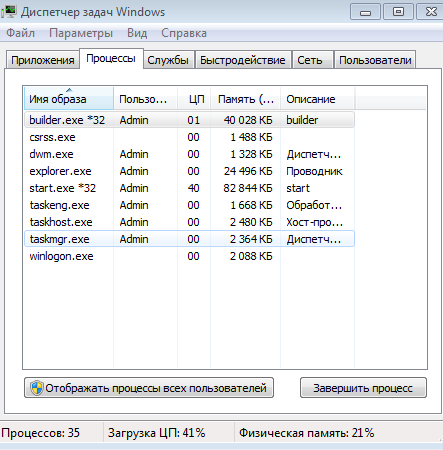 Диспетчер задач Windows
Файл Параметры Вид Справка
Приложения Процессы Службы Быстродействие Сеть Пользователи
Имя образа Пользо... ЦП Память (... Описание
builder.exe *32 Admin 01 40 028 КБ builder
csrss.exe 00 1 488 КБ
dwm.exe Admin 00 1 328 КБ Диспетч...
explorer.exe Admin 00 24 496 КБ Проводник
start.exe *32 Admin 40 82 844 КБ start
taskeng.exe Admin 00 1 668 КБ Обработ...
taskhost.exe Admin 00 2 480 КБ Хост-про...
taskmgr.exe Admin 00 2 364 КБ Диспетч...
winlogon.exe 00 2 088 КБ
Отображать процессы всех пользователей Завершить процесс
Процессов: 35 Загрузка ЦП: 41% Физическая память: 21%